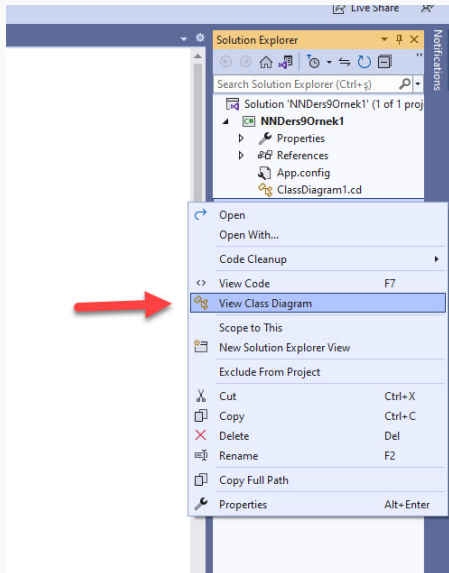 Live Share
Solution Explorer
Notifications
Search Solution Explorer (Ctrl+ş)
Solution 'NNDers9Ornek1' (1 of 1 proj
NNDers9Ornek1
Properties
References
App.config
ClassDiagram1.cd
Open
Open With...
Code Cleanup
View Code F7
View Class Diagram
Scope to This
New Solution Explorer View
Exclude From Project
Cut Ctrl+X
Copy Ctrl+C
Delete Del
Rename F2
Copy Full Path
Properties Alt+Enter